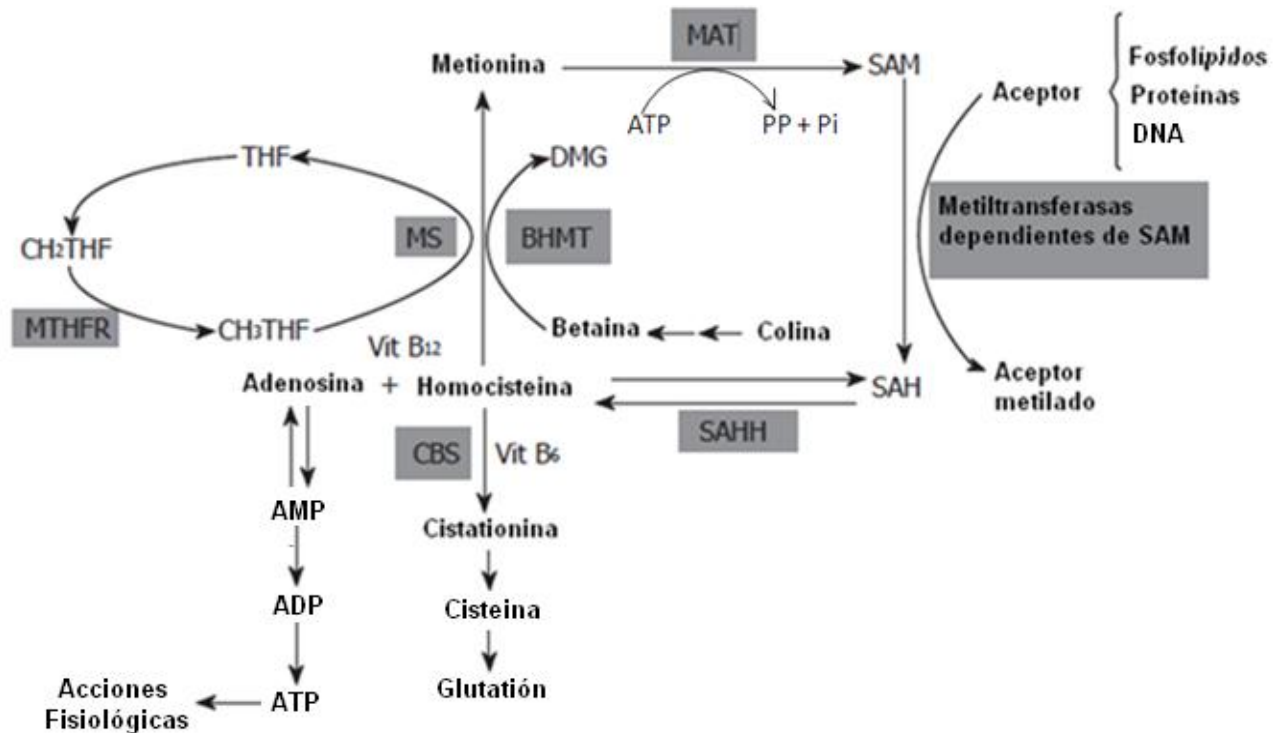 MAT
Metionina
SAM
Aceptor
Fosfolípidos
Proteínas
DNA
ATP
PP + Pi
THF
DMG
CH2THF
MS
BHMT
Metiltransferasas
dependientes de SAM
MTHFR
CH3THF
Betaina
Colina
Vit B12
Adenosina + Homocisteina
SAH
Aceptor
metilado
SAHH
CBS
Vit B6
AMP
Cistationina
ADP
Cisteina
Acciones
Fisiológicas
ATP
Glutatión